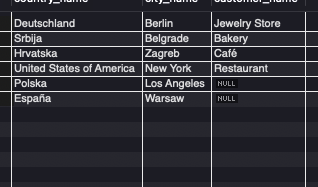 country_name city_name customer_name
Deutschland Berlin Jewelry Store
Srbija Belgrade Bakery
Hrvatska Zagreb Café
United States of America New York Restaurant
Polska Los Angeles NULL
España Warsaw NULL